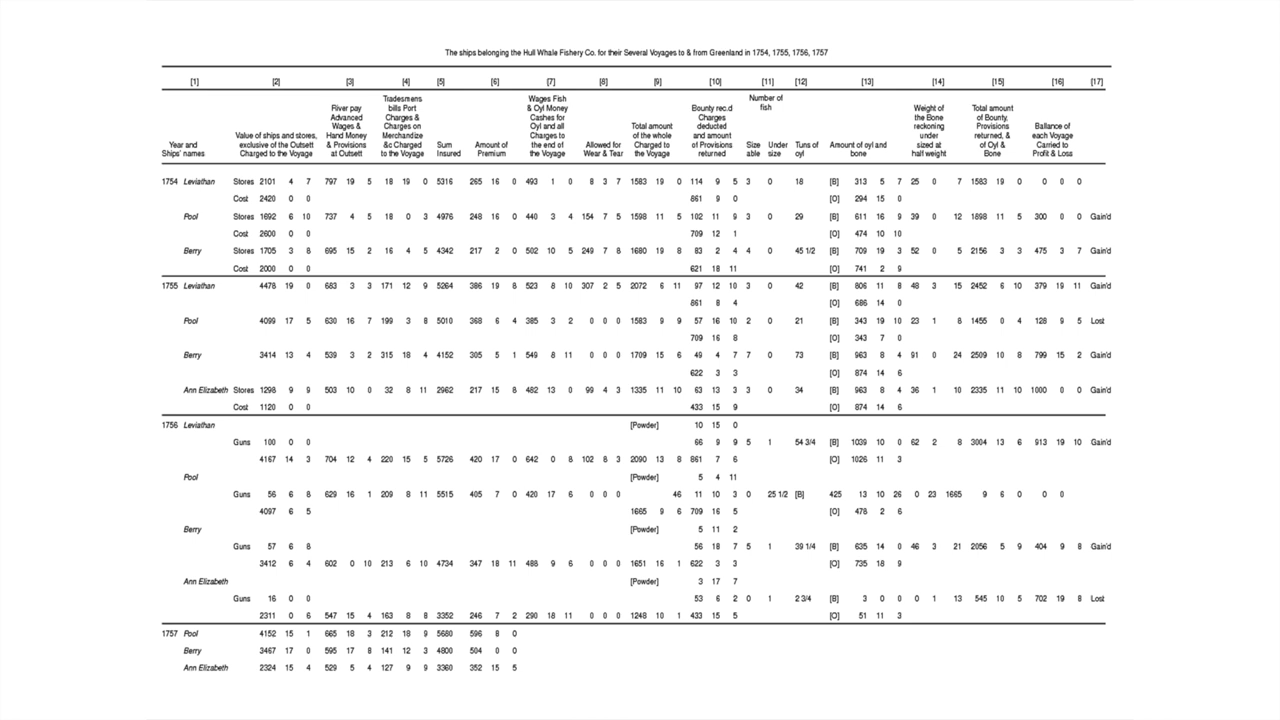 The ships belonging the Hull Whale Fishery Co. for their Several Voyages to & from Greenland in 1754, 1755, 1756, 1757
[1] [2] [3] [4] [5] [6] [7] [8] [9] [10] [11] [12] [13] [14] [15] [16] [17]
Tradesmens Wages Fish Number of
River pay bills Port & Oyl Money Bounty rec.d fish Weight of Total amount
Advanced Charges & Cashes for Charges the Bone of Bounty,
Wages & Charges on Oyl and all Total amount deducted reckoning Provisions Ballance of
Value of ships and stores, Hand Money Merchandize Charges to of the whole and amount under returned, & each Voyage
Year and exclusive of the Outsett & Provisions &c Charged Sum Amount of the end of Allowed for Charged to of Provisions Size Under Tuns of Amount of oyl and sized at of Oyl & Carried to
Ships' names Charged to the Voyage at Outsett to the Voyage Insured Premium the Voyage Wear & Tear the Voyage returned able size oyl bone half weight Bone Profit & Loss
1754 Leviathan Stores 2101 4 7 797 19 5 18 19 0 5316 265 16 0 493 1 0 8 3 7 1583 19 0 114 9 5 3 0 18 [B] 313 5 7 25 0 7 1583 19 0 0 0 0
Cost 2420 0 0 861 9 0 [O] 294 15 0
Pool Stores 1692 6 10 737 4 5 18 0 3 4976 248 16 0 440 3 4 154 7 5 1598 11 5 102 11 9 3 0 29 [B] 611 16 9 39 0 12 1898 11 5 300 0 0 Gain'd
Cost 2600 0 0 709 12 1 [O] 474 10 10
Berry Stores 1705 3 8 695 15 2 16 4 5 4342 217 2 0 502 10 5 249 7 8 1680 19 8 83 2 4 4 0 45 1/2 [B] 709 19 3 52 0 5 2156 3 3 475 3 7 Gain'd
Cost 2000 0 0 621 18 11 [O] 741 2 9
1755 Leviathan 4478 19 0 683 3 3 171 12 9 5264 386 19 8 523 8 10 307 2 5 2072 6 11 97 12 10 3 0 42 [B] 806 11 8 48 3 15 2452 6 10 379 19 11 Gain'd
861 8 4 [O] 686 14 0
Pool 4099 17 5 630 16 7 199 3 8 5010 368 6 4 385 3 2 0 0 0 1583 9 9 57 16 10 2 0 21 [B] 343 19 10 23 1 8 1455 0 4 128 9 5 Lost
709 16 8 [O] 343 7 0
Berry 3414 13 4 539 3 2 315 18 4 4152 305 5 1 549 8 11 0 0 0 1709 15 6 49 4 7 7 0 73 [B] 963 8 4 91 0 24 2509 10 8 799 15 2 Gain'd
622 3 3 [O] 874 14 6
Ann Elizabeth Stores 1298 9 9 503 10 0 32 8 11 2962 217 15 8 482 13 0 99 4 3 1335 11 10 63 13 3 3 0 34 [B] 963 8 4 36 1 10 2335 11 10 1000 0 0 Gain'd
Cost 1120 0 0 433 15 9 [O] 874 14 6
1756 Leviathan [Powder] 10 15 0
Guns 100 0 0 66 9 9 5 1 54 3/4 [B] 1039 10 0 62 2 8 3004 13 6 913 19 10 Gain'd
4167 14 3 704 12 4 220 15 5 5726 420 17 0 642 0 8 102 8 3 2090 13 8 861 7 6 [O] 1026 11 3
Pool [Powder] 5 4 11
Guns 56 6 8 629 16 1 209 8 11 5515 405 7 0 420 17 6 0 0 0 46 11 10 3 0 25 1/2 [B] 425 13 10 26 0 23 1665 9 6 0 0 0
4097 6 5 1665 9 6 709 16 5 [O] 478 2 6
Berry [Powder] 5 11 2
Guns 57 6 8 56 18 7 5 1 39 1/4 [B] 635 14 0 46 3 21 2056 5 9 404 9 8 Gain'd
3412 6 4 602 0 10 213 6 10 4734 347 18 11 488 9 6 0 0 0 1651 16 1 622 3 3 [O] 735 18 9
Ann Elizabeth [Powder] 3 17 7
Guns 16 0 0 53 6 2 0 1 2 3/4 [B] 3 0 0 0 1 13 545 10 5 702 19 8 Lost
2311 0 6 547 15 4 163 8 8 3352 246 7 2 290 18 11 0 0 0 1248 10 1 433 15 5 [O] 51 11 3
1757 Pool 4152 15 1 665 18 3 212 18 9 5680 596 8 0
Berry 3467 17 0 595 17 8 141 12 3 4800 504 0 0
Ann Elizabeth 2324 15 4 529 5 4 127 9 9 3360 352 15 5